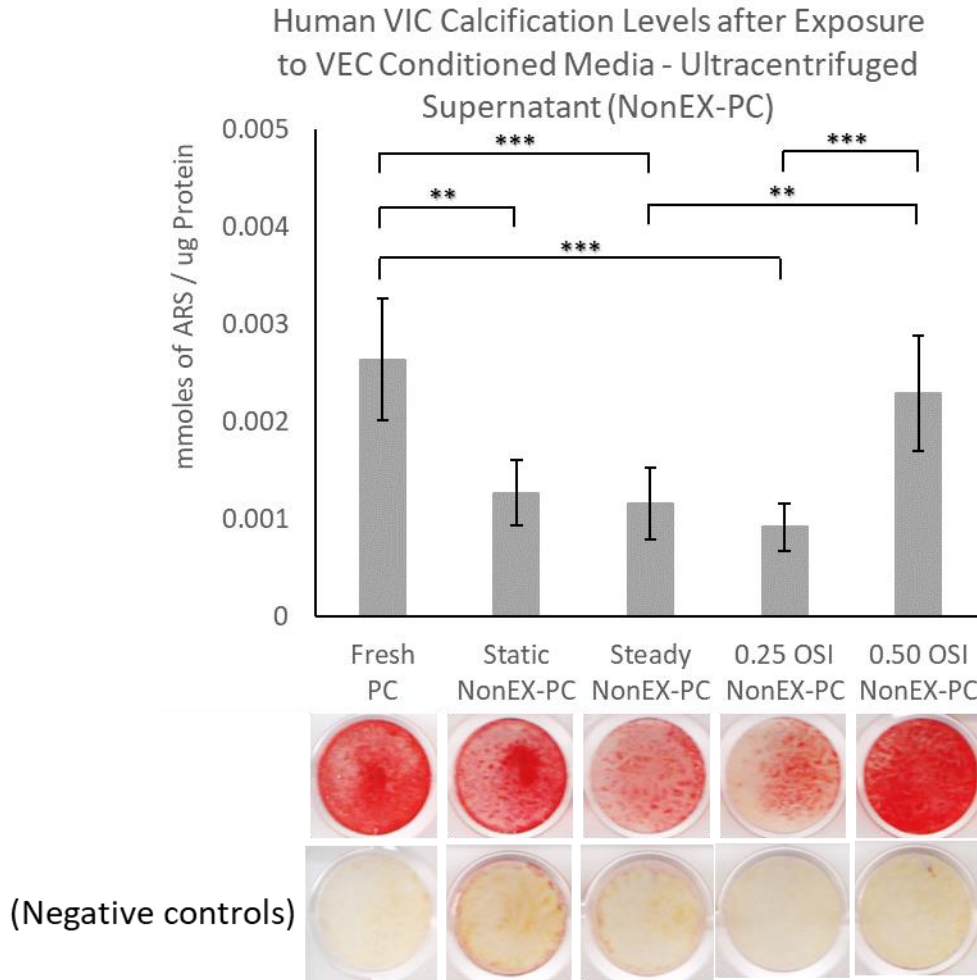 Human VIC Calcification Levels after Exposure
to VEC Conditioned Media - Ultracentrifuged
Supernatant (NonEX-PC)
mmoles of ARS / ug Protein
0.005
0.004
0.003
0.002
0.001
0
***
***
**
**
***
Fresh
PC
Static
NonEX-PC
Steady
NonEX-PC
0.25 OSI
NonEX-PC
0.50 OSI
NonEX-PC
(Negative controls)